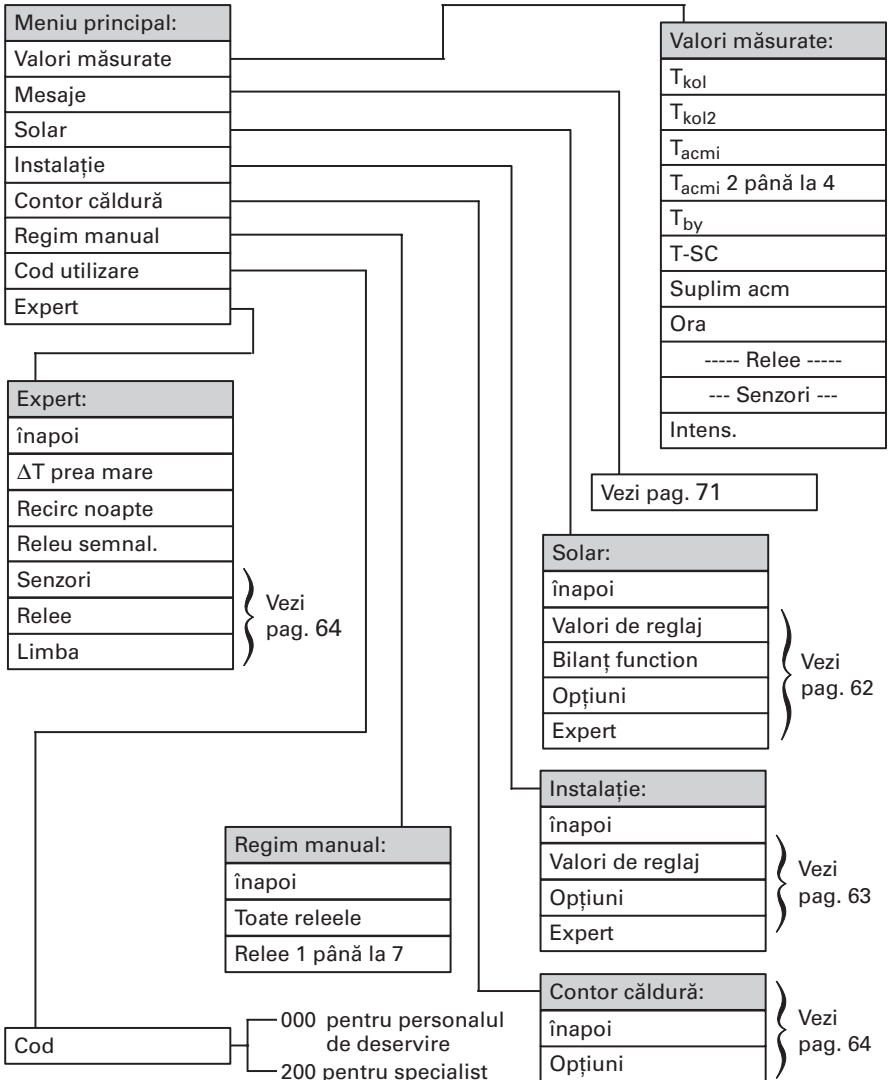 Meniu principal:
Valori măsurate
Mesaje
Solar
Instalație
Contor căldură
Regim manual
Cod utilizare
Expert
Valori măsurate:
Tkol
Tkol2
Tacmi
Tacmi 2 până la 4
Tby
T-SC
Suplim acm
Ora
----- Relee -----
--- Senzori ---
Intens.
Expert:
înapoi
ΔT prea mare
Recirc noapte
Releu semnal.
Senzori
Relee
Limba
Vezi
pag. 64
Vezi pag. 71
Solar:
înapoi
Valori de reglaj
Bilanț function
Opțiuni
Expert
Vezi
pag. 62
Instalație:
înapoi
Valori de reglaj
Opțiuni
Expert
Vezi
pag. 63
Regim manual:
înapoi
Toate releele
Relee 1 până la 7
Contor căldură:
înapoi
Opțiuni
Vezi
pag. 64
Cod
000 pentru personalul
de deservire
200 pentru specialist